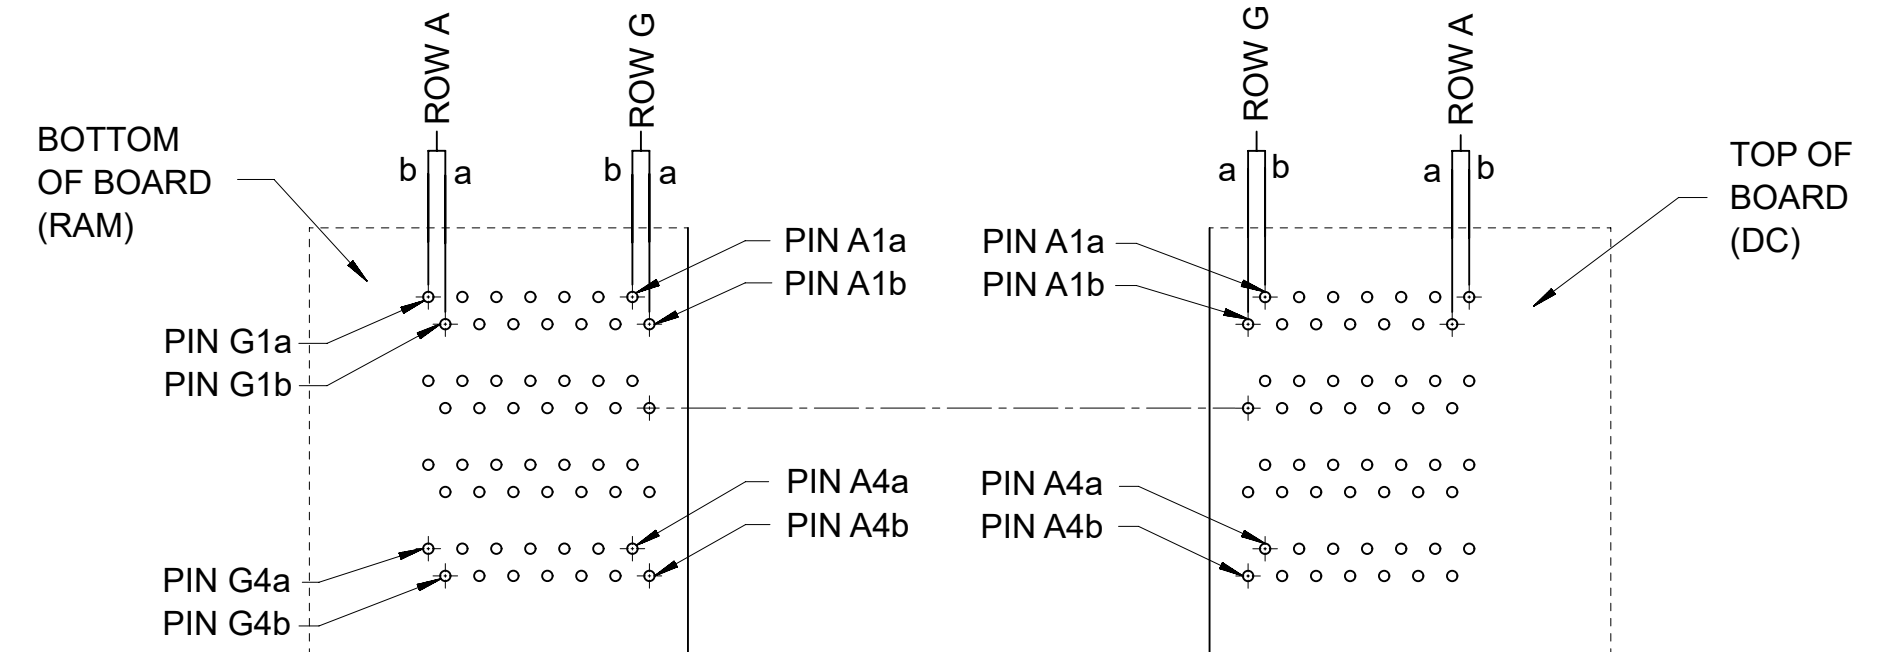 ROW A
ROW G
ROW G
ROW A
BOTTOM
OF BOARD
(RAM)
b
a
b
a
a
b
a
b
TOP OF
BOARD
(DC)
PIN A1a
PIN A1b
PIN A1a
PIN A1b
PIN G1a
PIN G1b
PIN A4a
PIN A4b
PIN A4a
PIN A4b
PIN G4a
PIN G4b